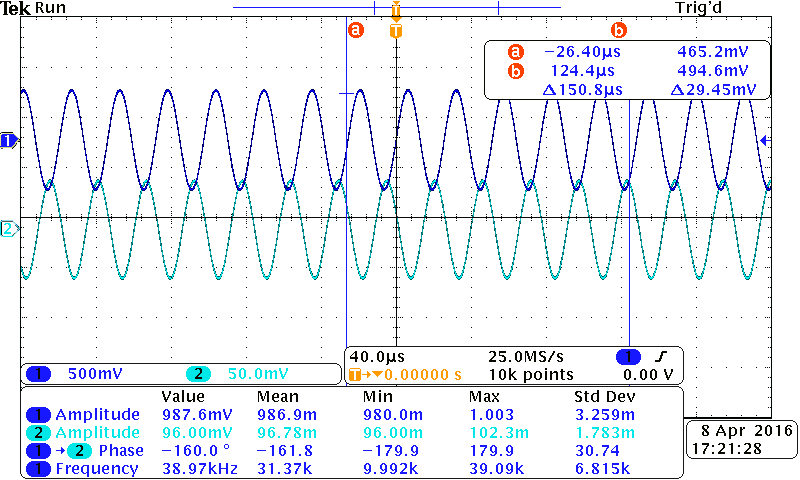 Tek Run Trig'd
a b
a −26.40µs 465.2mV
b 124.4µs 494.6mV
Δ150.8µs Δ29.45mV
T
T
1
2
1 500mV 2 50.0mV
40.0µs 25.0MS/s 1
T 0.00000 s 10k points 0.00 V
Value Mean Min Max Std Dev
1 Amplitude 987.6mV 986.9m 980.0m 1.003 3.259m
2 Amplitude 96.00mV 96.78m 96.00m 102.3m 1.783m
1 → 2 Phase −160.0 ° −161.8 −179.9 179.9 30.74
1 Frequency 38.97kHz 31.37k 9.992k 39.09k 6.815k
8 Apr 2016
17:21:28